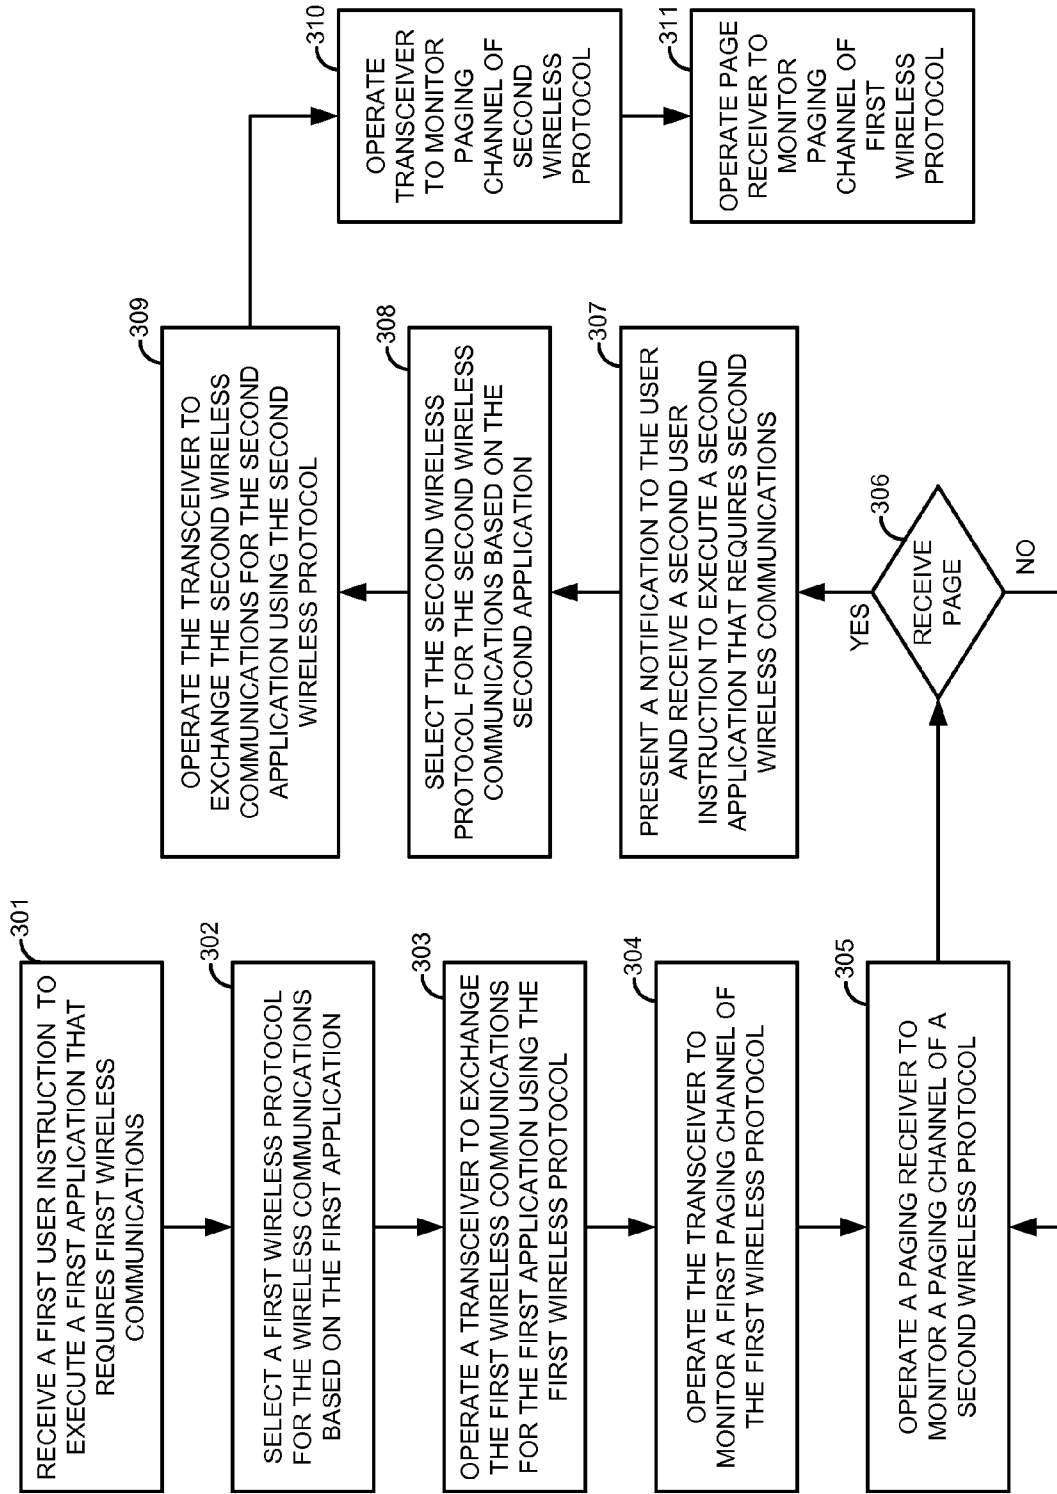 301
RECEIVE A FIRST USER INSTRUCTION TO
EXECUTE A FIRST APPLICATION THAT
REQUIRES FIRST WIRELESS
COMMUNICATIONS
302
SELECT A FIRST WIRELESS PROTOCOL
FOR THE WIRELESS COMMUNICATIONS
BASED ON THE FIRST APPLICATION
303
OPERATE A TRANSCEIVER TO EXCHANGE
THE FIRST WIRELESS COMMUNICATIONS
FOR THE FIRST APPLICATION USING THE
FIRST WIRELESS PROTOCOL
304
OPERATE THE TRANSCEIVER TO
MONITOR A FIRST PAGING CHANNEL OF
THE FIRST WIRELESS PROTOCOL
305
OPERATE A PAGING RECEIVER TO
MONITOR A PAGING CHANNEL OF A
SECOND WIRELESS PROTOCOL
306
RECEIVE
PAGE
YES
NO
307
PRESENT A NOTIFICATION TO THE USER
AND RECEIVE A SECOND USER
INSTRUCTION TO EXECUTE A SECOND
APPLICATION THAT REQUIRES SECOND
WIRELESS COMMUNICATIONS
308
SELECT THE SECOND WIRELESS
PROTOCOL FOR THE SECOND WIRELESS
COMMUNICATIONS BASED ON THE
SECOND APPLICATION
309
OPERATE THE TRANSCEIVER TO
EXCHANGE THE SECOND WIRELESS
COMMUNICATIONS FOR THE SECOND
APPLICATION USING THE SECOND
WIRELESS PROTOCOL
310
OPERATE
TRANSCEIVER
TO MONITOR
PAGING
CHANNEL OF
SECOND
WIRELESS
PROTOCOL
311
OPERATE PAGE
RECEIVER TO
MONITOR
PAGING
CHANNEL OF
FIRST
WIRELESS
PROTOCOL